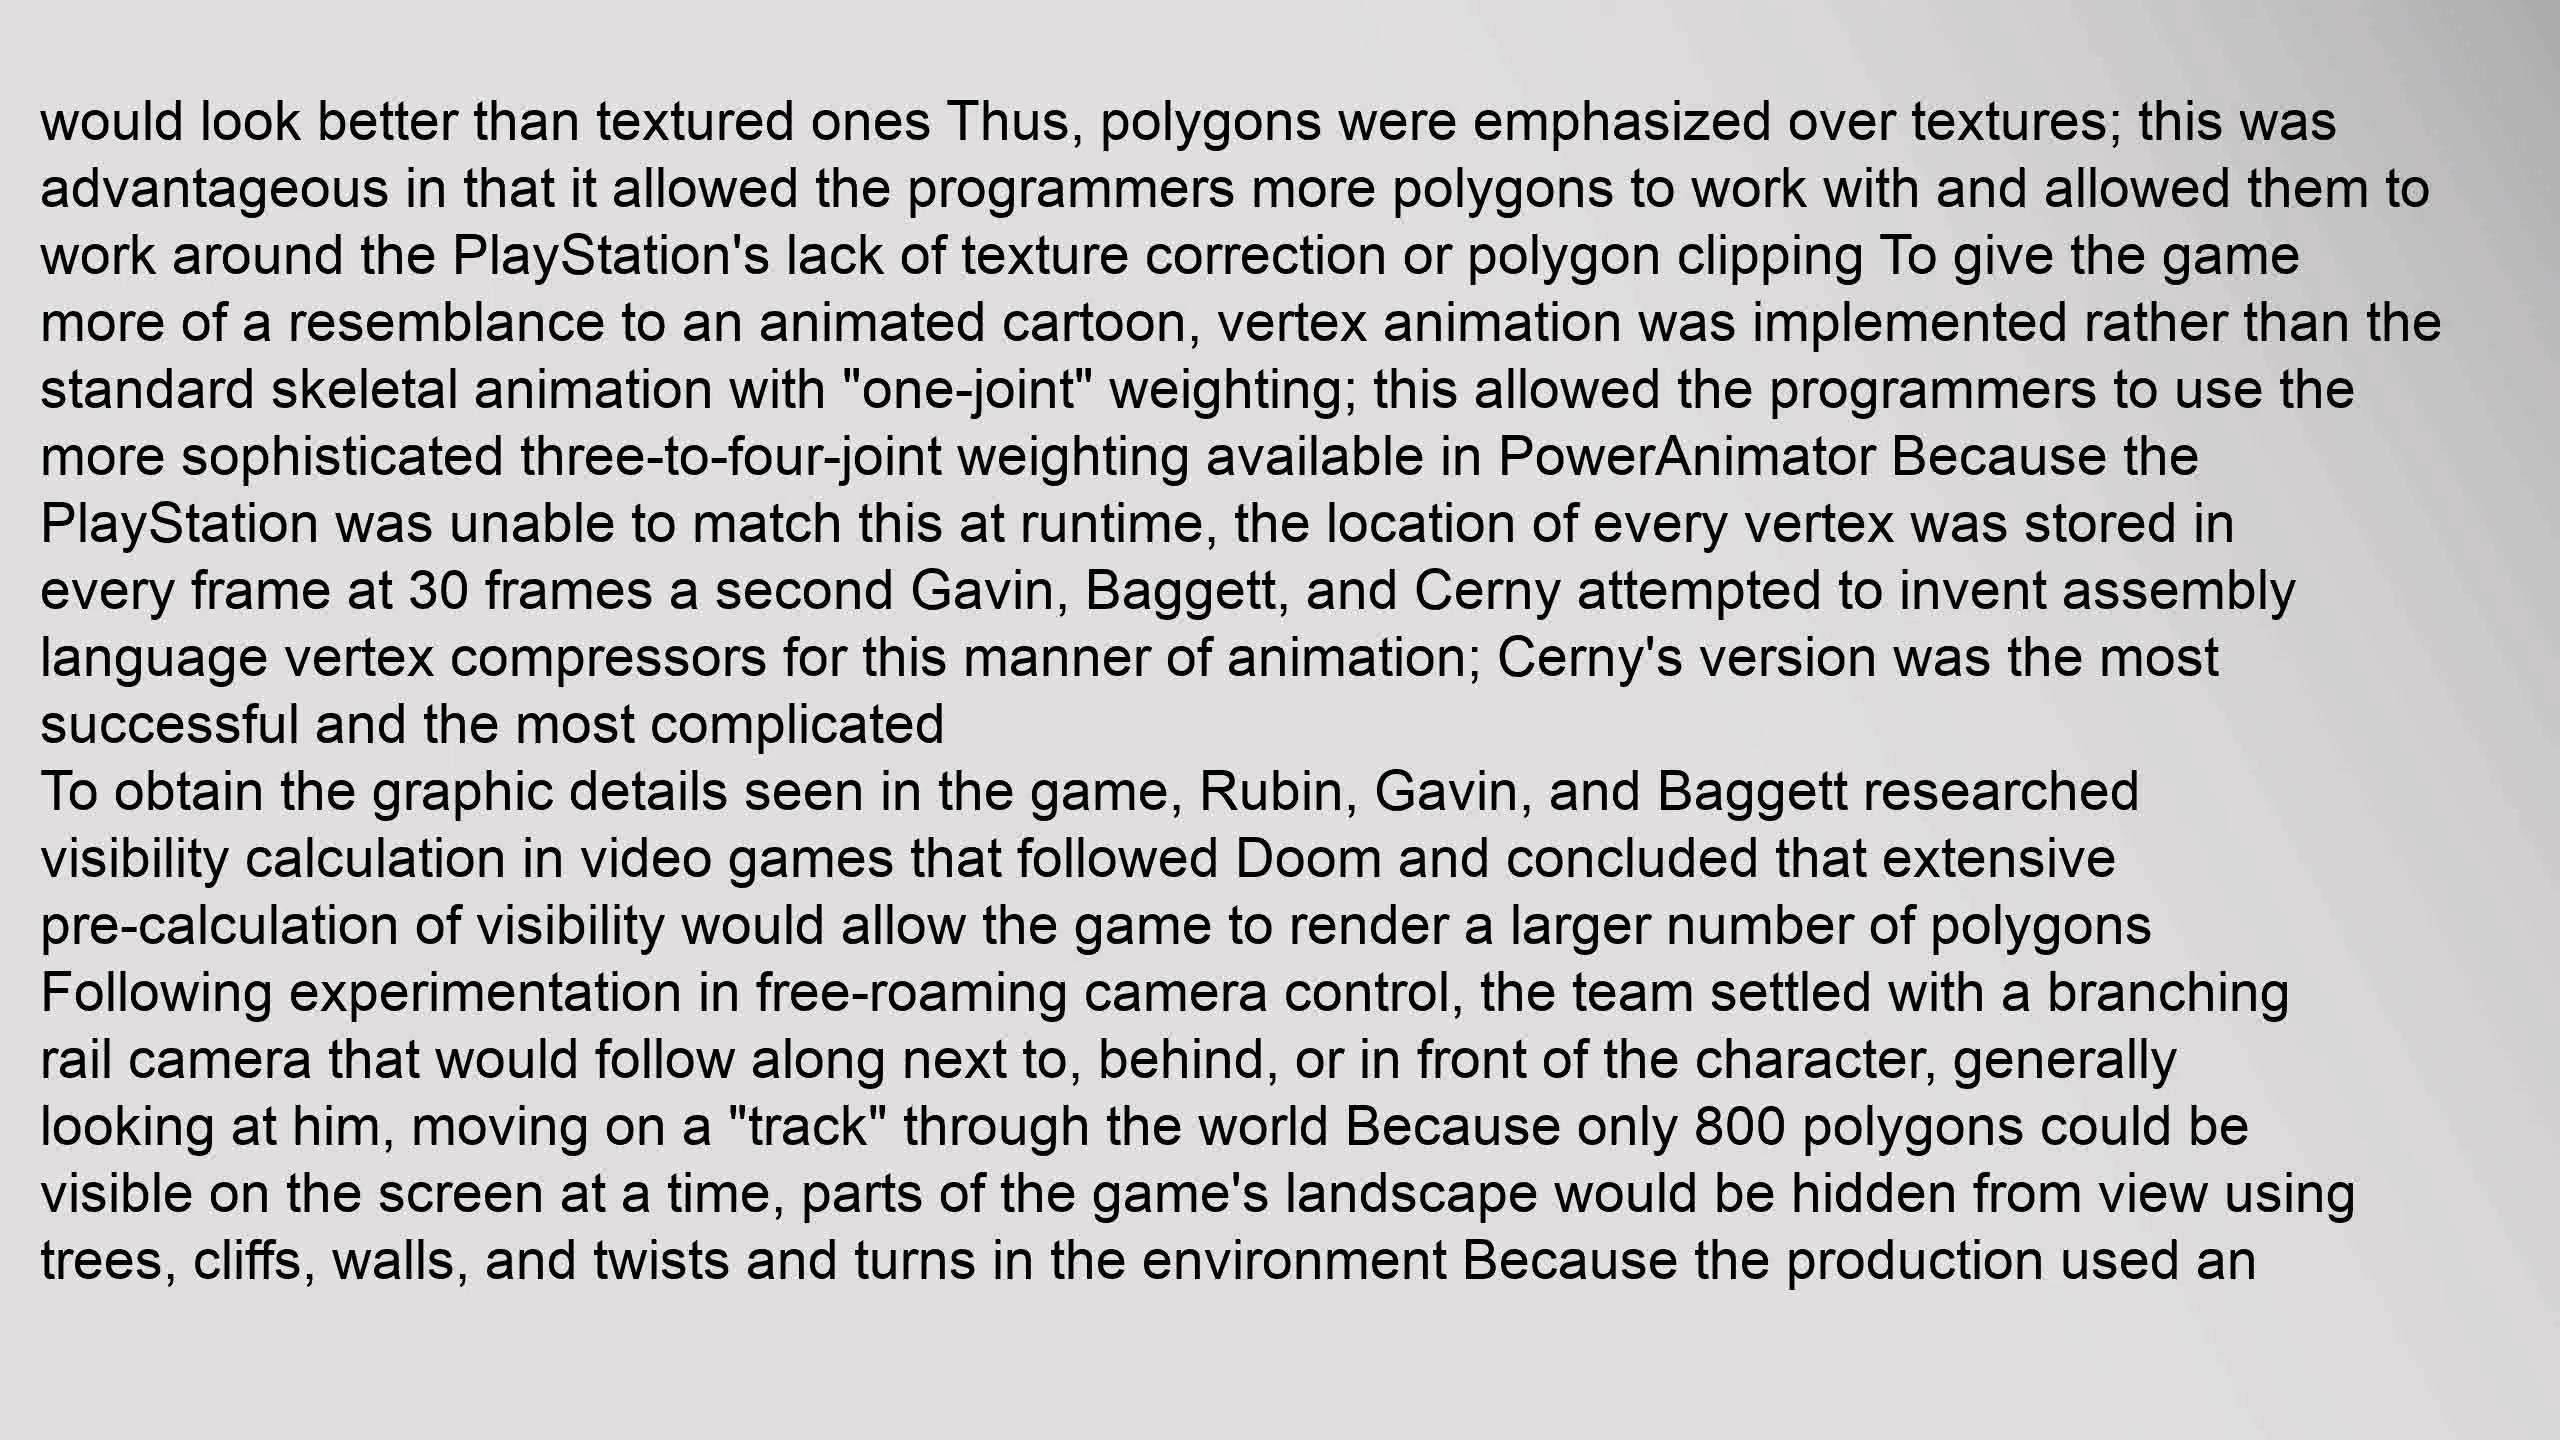 would look better than textured ones Thus, polygons were emphasized over textures; this was
advantageous in that it allowed the programmers more polygons to work with and allowed them to
work around the PlayStation's lack of texture correction or polygon clipping To give the game
more of a resemblance to an animated cartoon, vertex animation was implemented rather than the
standard skeletal animation with "one-joint" weighting; this allowed the programmers to use the
more sophisticated three-to-four-joint weighting available in PowerAnimator Because the
PlayStation was unable to match this at runtime, the location of every vertex was stored in
every frame at 30 frames a second Gavin, Baggett, and Cerny attempted to invent assembly
language vertex compressors for this manner of animation; Cerny's version was the most
successful and the most complicated
To obtain the graphic details seen in the game, Rubin, Gavin, and Baggett researched
visibility calculation in video games that followed Doom and concluded that extensive
pre-calculation of visibility would allow the game to render a larger number of polygons
Following experimentation in free-roaming camera control, the team settled with a branching
rail camera that would follow along next to, behind, or in front of the character, generally
looking at him, moving on a "track" through the world Because only 800 polygons could be
visible on the screen at a time, parts of the game's landscape would be hidden from view using
trees, cliffs, walls, and twists and turns in the environment Because the production used an